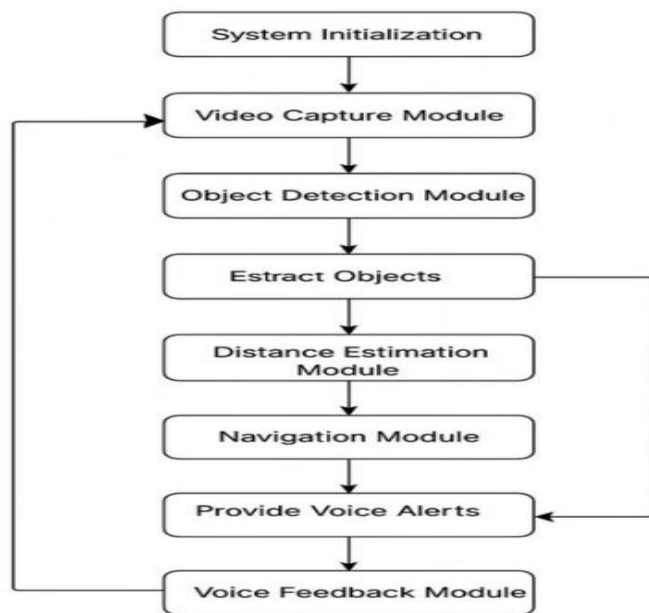 System Initialization
Video Capture Module
Object Detection Module
Estract Objects
Distance Estimation
Module
Navigation Module
Provide Voice Alerts
Voice Feedback Module